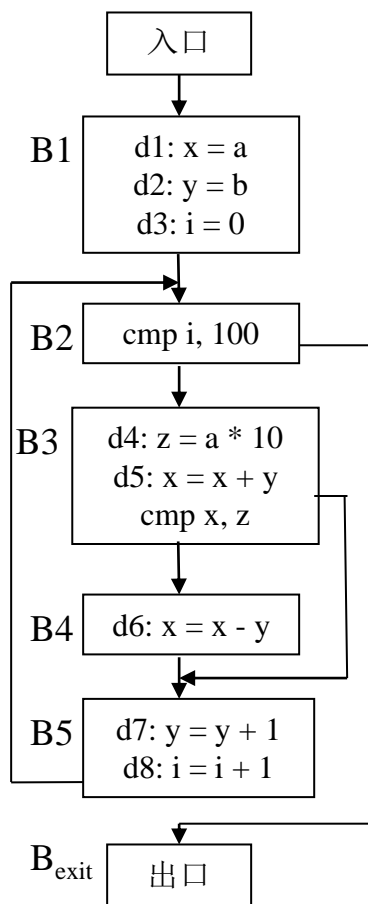 入口
B1
d1: x = a
d2: y = b
d3: i = 0
B2
cmp i, 100
B3
d4: z = a * 10
d5: x = x + y
cmp x, z
B4
d6: x = x - y
B5
d7: y = y + 1
d8: i = i + 1
Bexit
出口